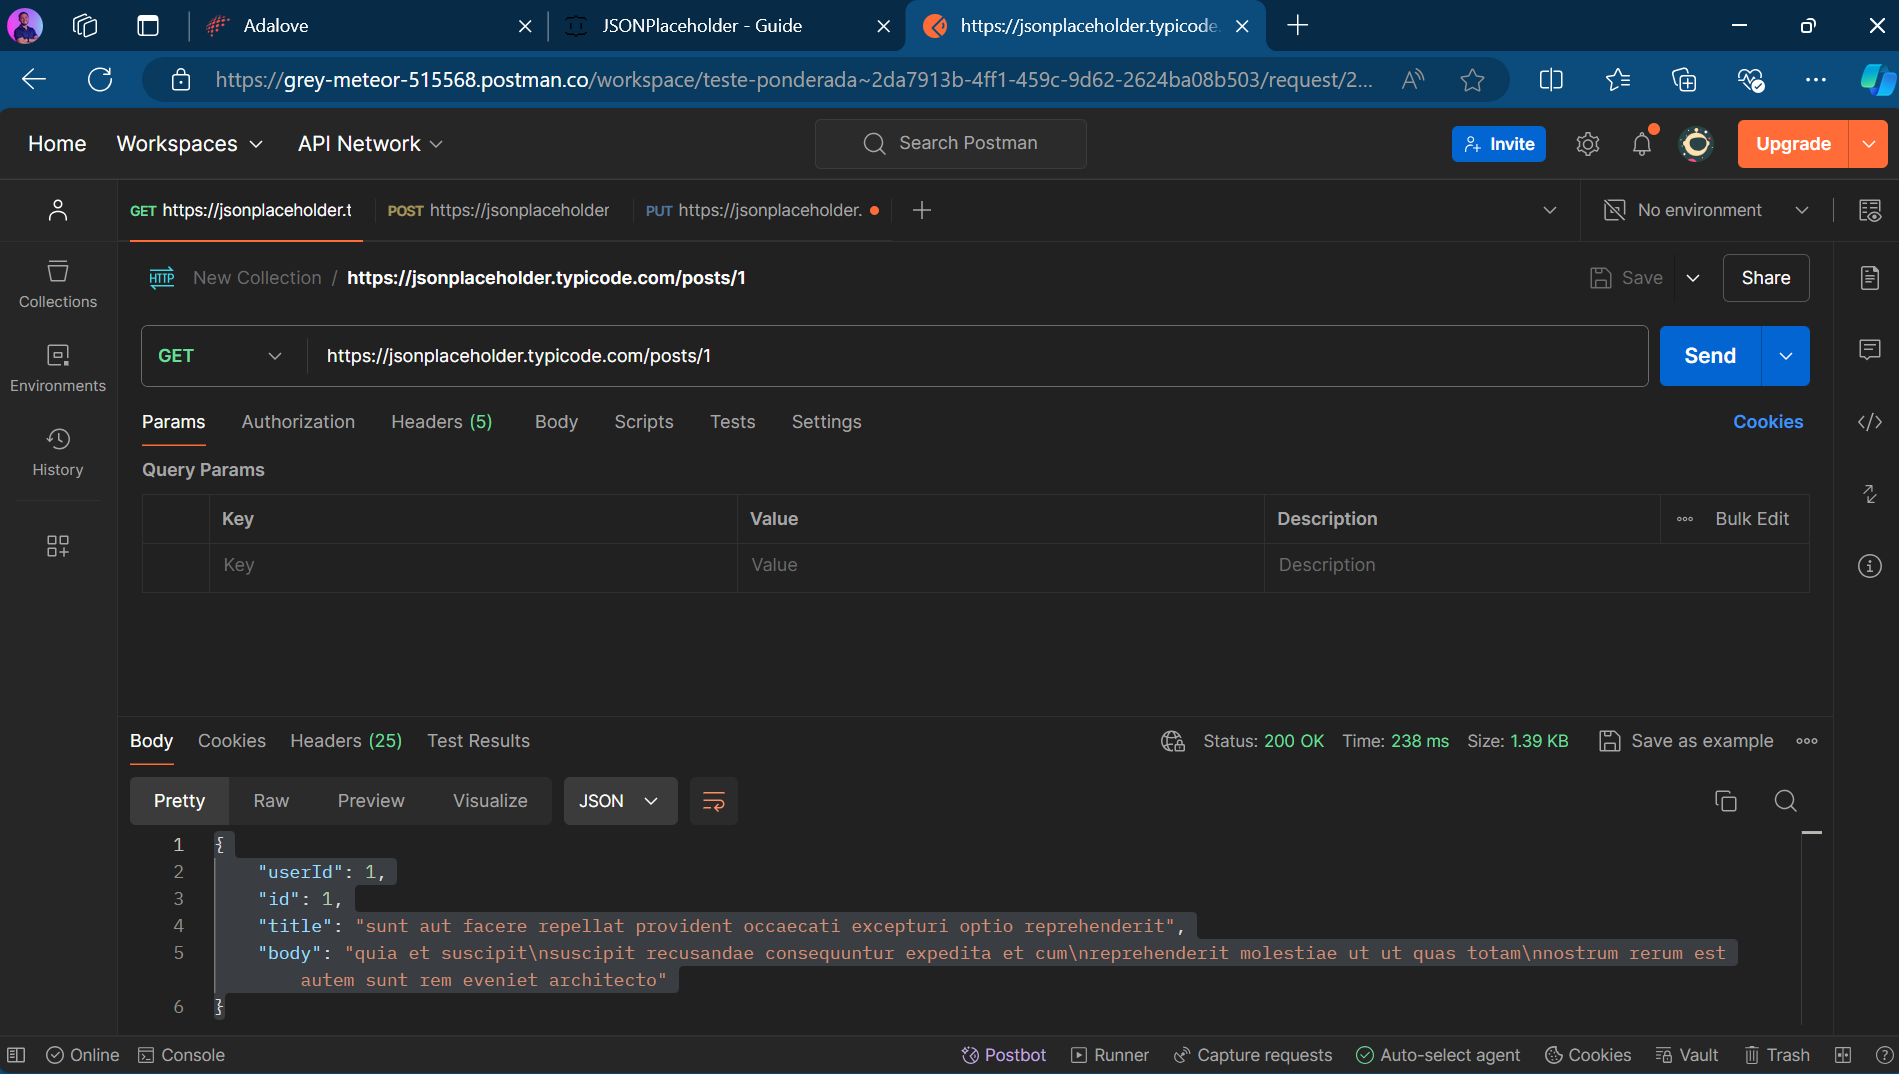 Adalove
JSONPlaceholder - Guide
https://jsonplaceholder.typicode.
https://grey-meteor-515568.postman.co/workspace/teste-ponderada~2da7913b-4ff1-459c-9d62-2624ba08b503/request/2...
Home
Workspaces
API Network
Search Postman
Invite
Upgrade
GET https://jsonplaceholder.t
POST https://jsonplaceholder
PUT https://jsonplaceholder.
No environment
HTTP
New Collection / https://jsonplaceholder.typicode.com/posts/1
Save
Share
Collections
Environments
History
GET
https://jsonplaceholder.typicode.com/posts/1
Send
Params
Authorization
Headers (5)
Body
Scripts
Tests
Settings
Cookies
Query Params
Key
Value
Description
Bulk Edit
Key
Value
Description
Body
Cookies
Headers (25)
Test Results
Status: 200 OK
Time: 238 ms
Size: 1.39 KB
Save as example
Pretty
Raw
Preview
Visualize
JSON
1 {
2 "userId": 1,
3 "id": 1,
4 "title": "sunt aut facere repellat provident occaecati excepturi optio reprehenderit",
5 "body": "quia et suscipit\nsuscipit recusandae consequuntur expedita et cum\nreprehenderit molestiae ut ut quas totam\nnostrum rerum est
autem sunt rem eveniet architecto"
6 }
Online
Console
Postbot
Runner
Capture requests
Auto-select agent
Cookies
Vault
Trash